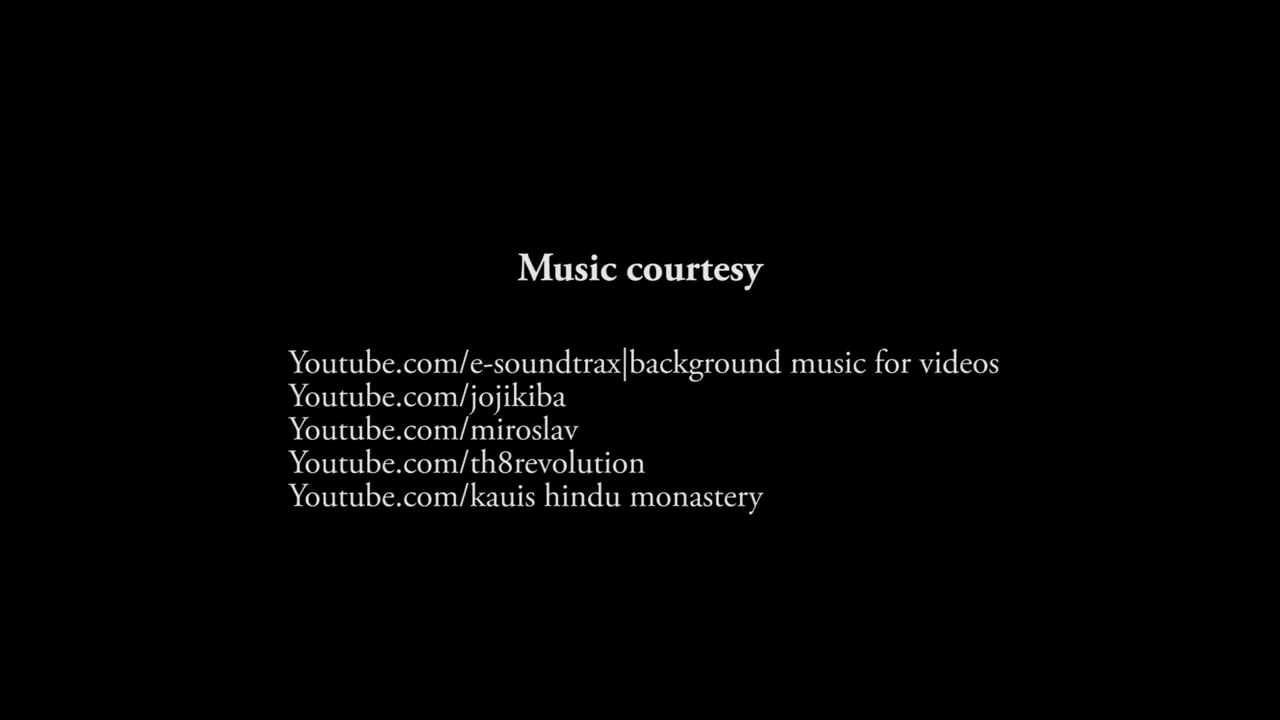 Music courtesy
Youtube.com/e-soundtrax|background music for videos
Youtube.com/jojikiba
Youtube.com/miroslav
Youtube.com/th8revolution
Youtube.com/kauis hindu monastery